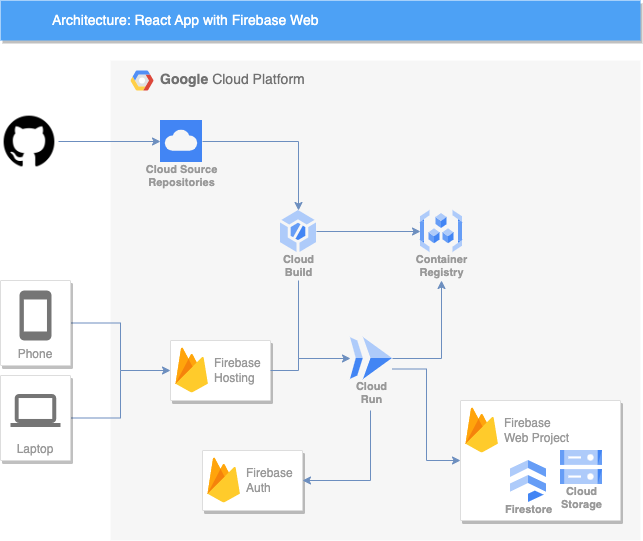 Architecture: React App with Firebase Web
Google Cloud Platform
Cloud Source
Repositories
Cloud
Build
Container
Registry
Phone
Laptop
Firebase
Hosting
Cloud
Run
Firebase
Auth
Firebase
Web Project
Firestore
Cloud
Storage